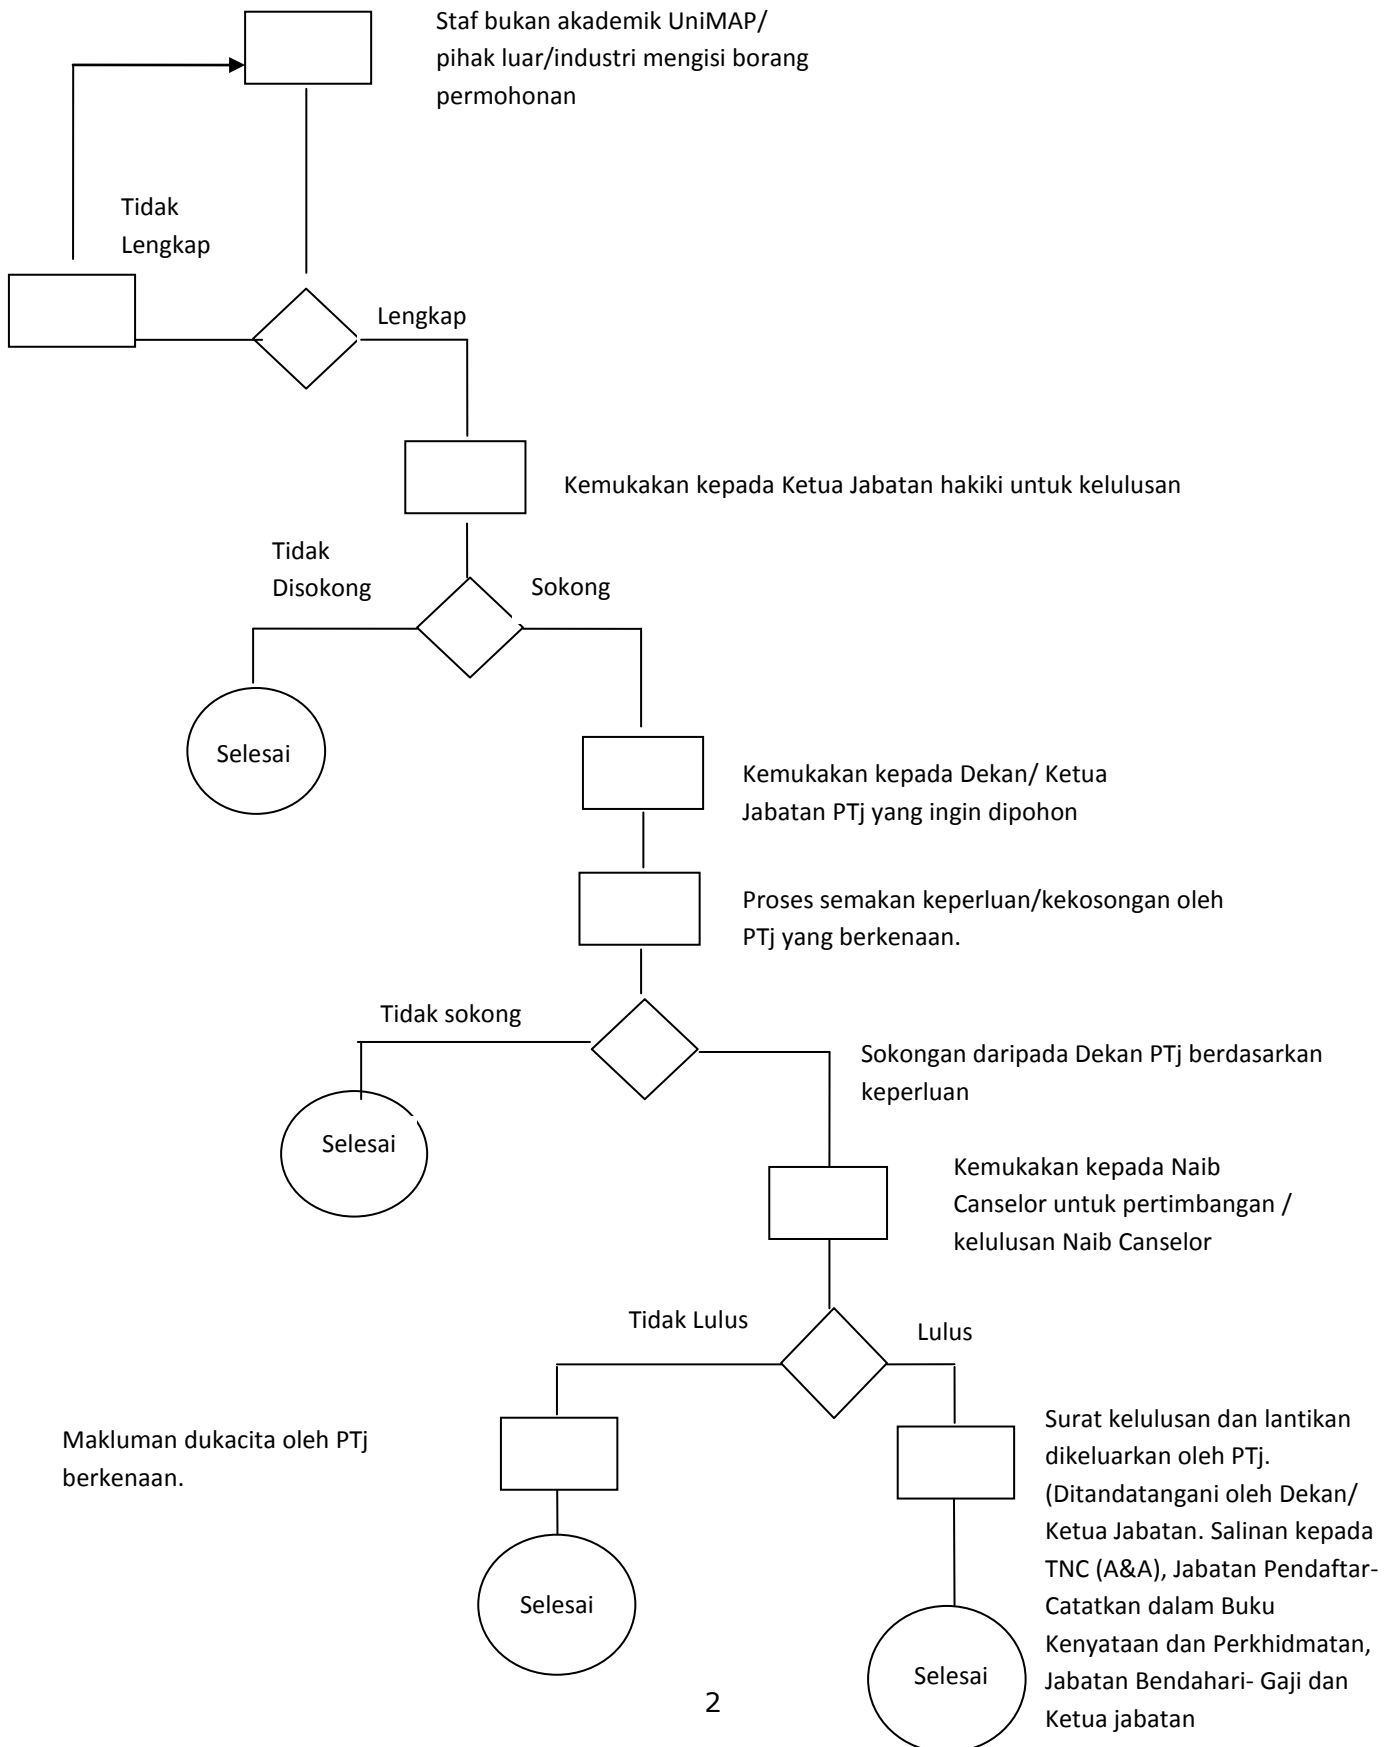 Staf bukan akademik UniMAP/
pihak luar/industri mengisi borang
permohonan
Tidak
Lengkap
Lengkap
Kemukakan kepada Ketua Jabatan hakiki untuk kelulusan
Tidak
Disokong
Sokong
Selesai
Kemukakan kepada Dekan/ Ketua
Jabatan PTj yang ingin dipohon
Proses semakan keperluan/kekosongan oleh
PTj yang berkenaan.
Tidak sokong
Sokongan daripada Dekan PTj berdasarkan
keperluan
Selesai
Kemukakan kepada Naib
Canselor untuk pertimbangan /
kelulusan Naib Canselor
Tidak Lulus
Lulus
Makluman dukacita oleh PTj
berkenaan.
Surat kelulusan dan lantikan
dikeluarkan oleh PTj.
(Ditandatangani oleh Dekan/
Ketua Jabatan. Salinan kepada
TNC (A&A), Jabatan Pendaftar-
Catatkan dalam Buku
Kenyataan dan Perkhidmatan,
Jabatan Bendahari- Gaji dan
Ketua jabatan
Selesai
Selesai
2